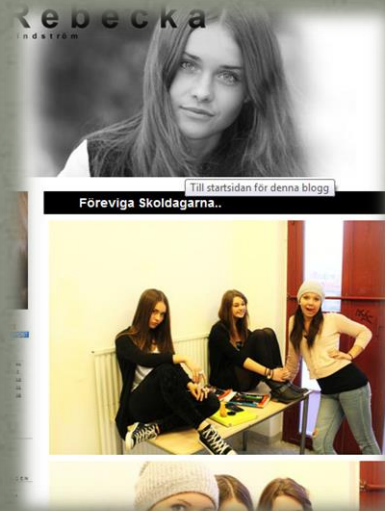 Rebecka
indström
Till startsidan för denna blogg
Föreviga Skoldagarna..